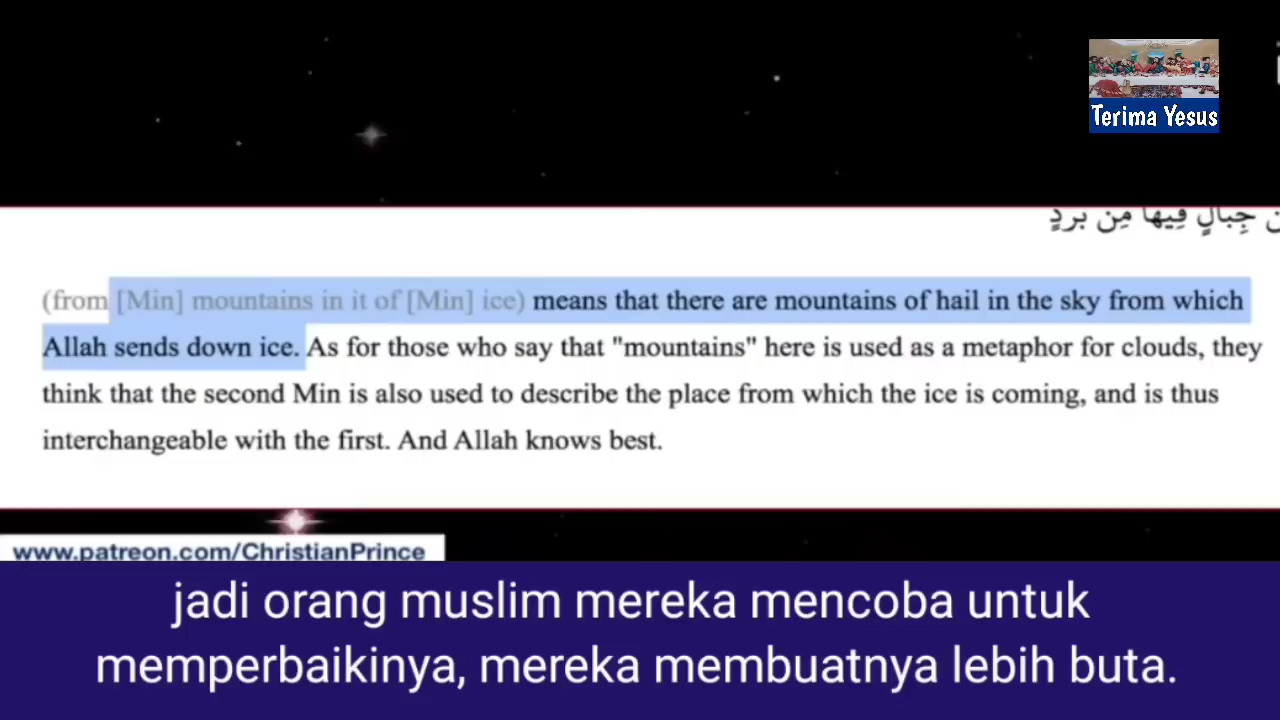 Terima Yesus
جِبَالٍ فِيهَا مِن بَرَدٍ
(from [Min] mountains in it of [Min] ice) means that there are mountains of hail in the sky from which
Allah sends down ice. As for those who say that "mountains" here is used as a metaphor for clouds, they
think that the second Min is also used to describe the place from which the ice is coming, and is thus
interchangeable with the first. And Allah knows best.
www.patreon.com/ChristianPrince
jadi orang muslim mereka mencoba untuk
memperbaikinya, mereka membuatnya lebih buta.